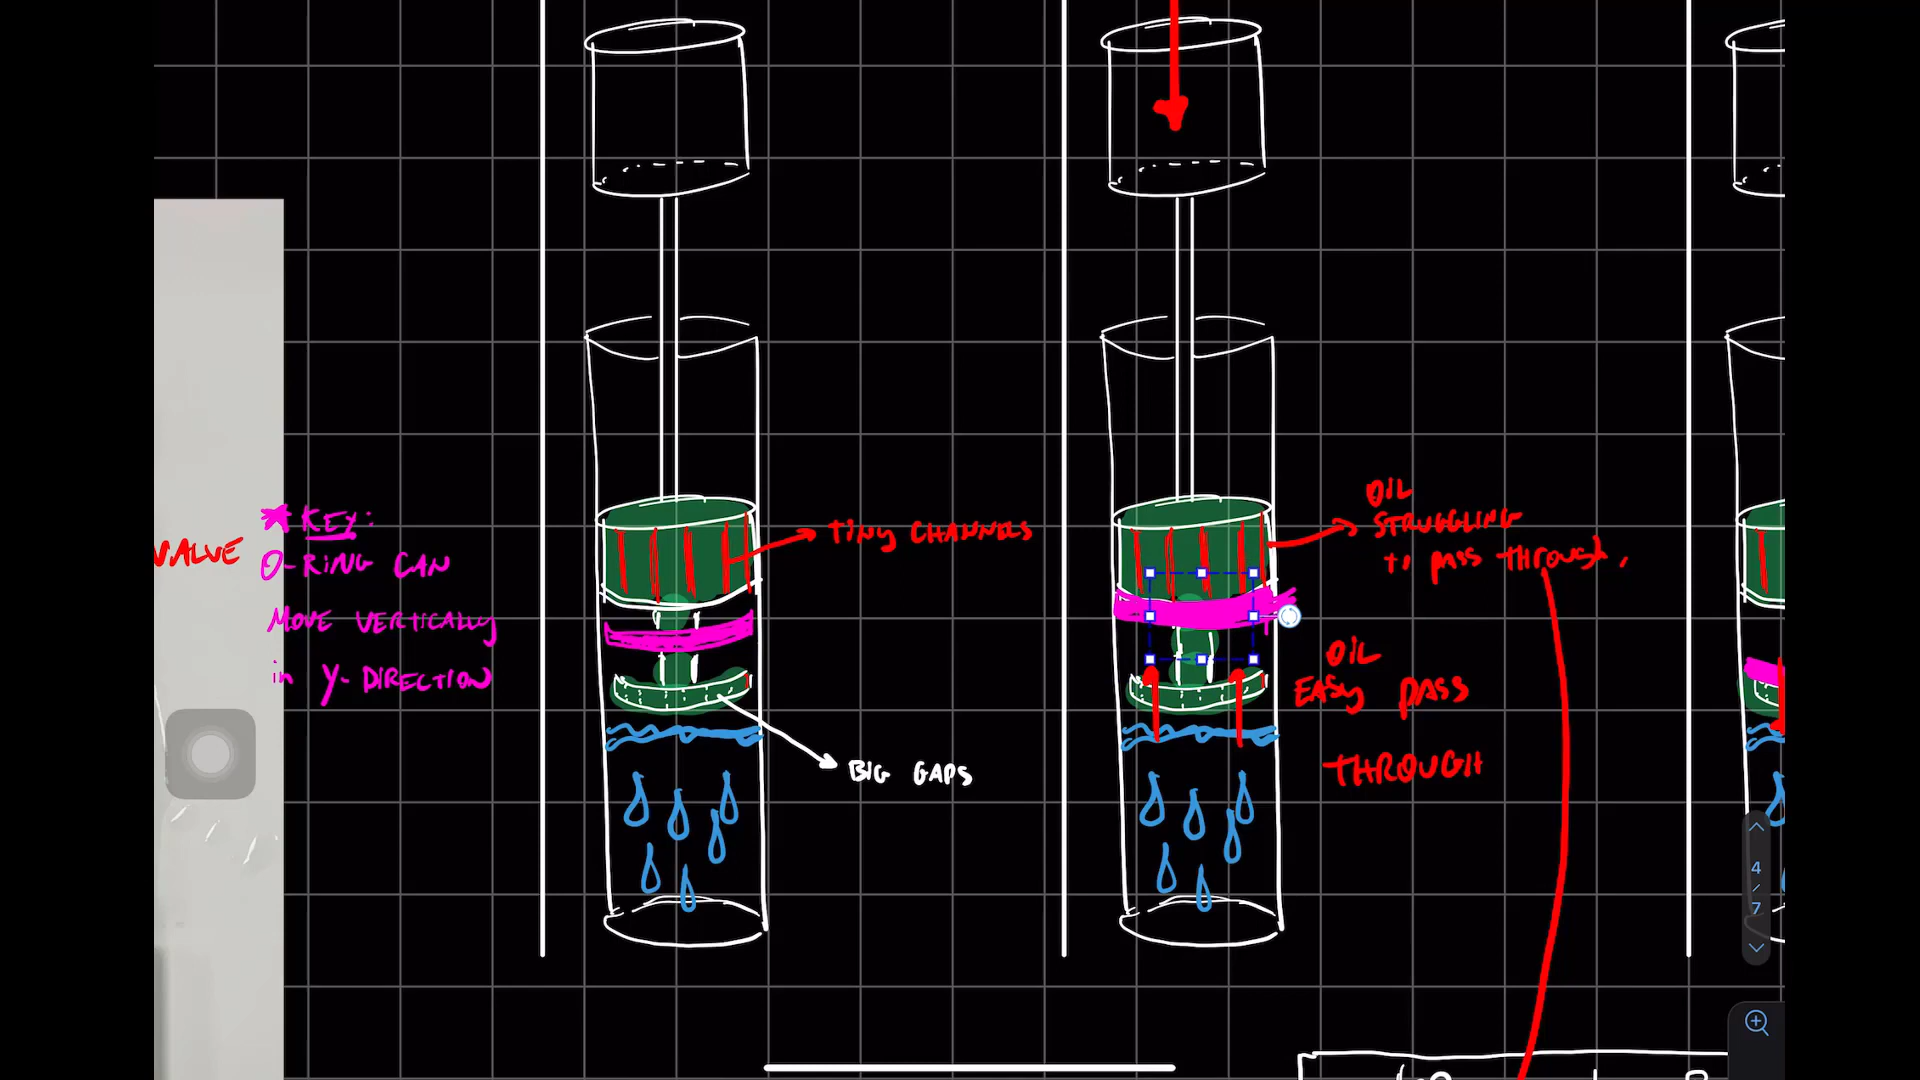 VALVE
* KEY:
O-RING CAN
MOVE VERTICALLY
in Y-DIRECTION
TINY CHANNELS
BIG GAPS
OIL
STRUGGLING
to pass through,
OIL
EASY PASS
THROUGH
4
/
7